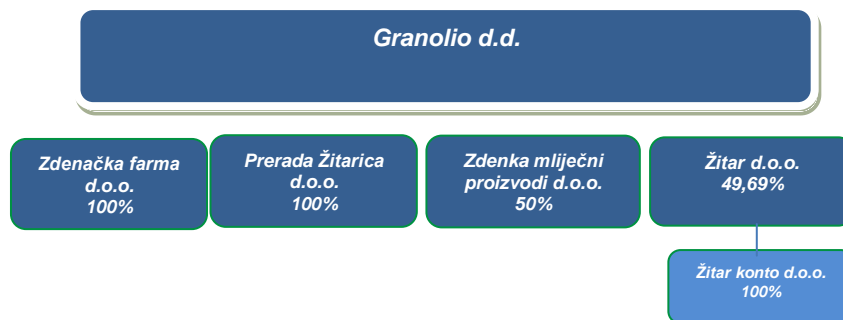 Granolio d.d.
Zdenačka farma
d.o.o.
100%
Prerada Žitarica
d.o.o.
100%
Zdenka mliječni
proizvodi d.o.o.
50%
Žitar d.o.o.
49,69%
Žitar konto d.o.o.
100%